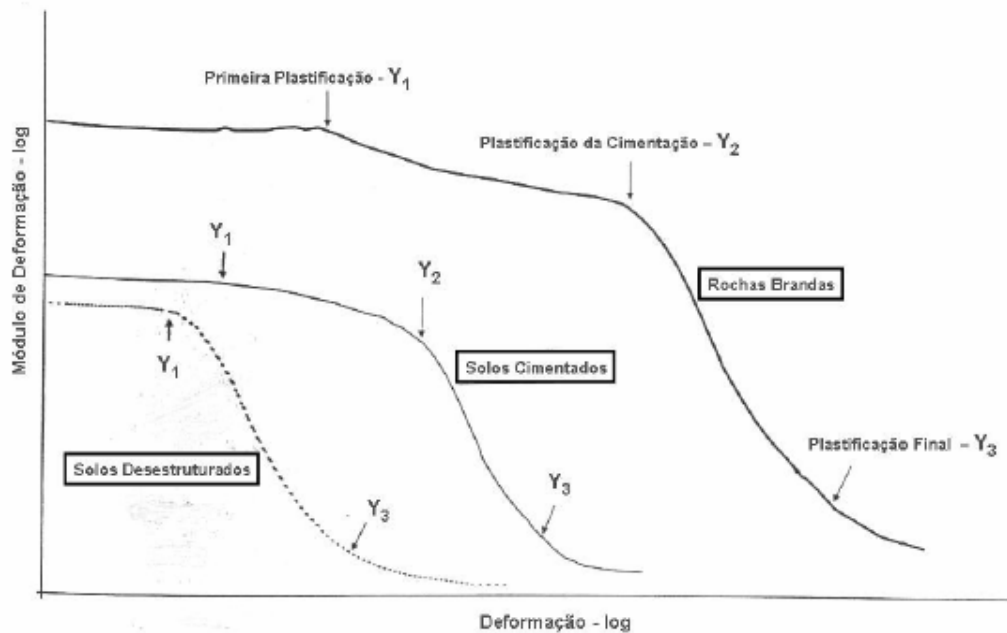 Primeira Plastificação - Y1
Plastificação da Cimentação – Y2
Módulo de Deformação - log
Y1
Y2
Rochas Brandas
Y1
Solos Cimentados
Plastificação Final – Y3
Solos Desestruturados
Y3
Y3
Deformação - log